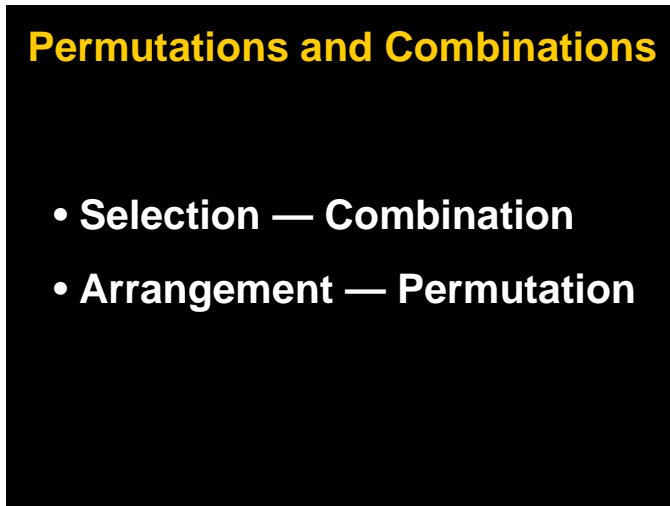 Permutations and Combinations
• Selection — Combination
• Arrangement — Permutation